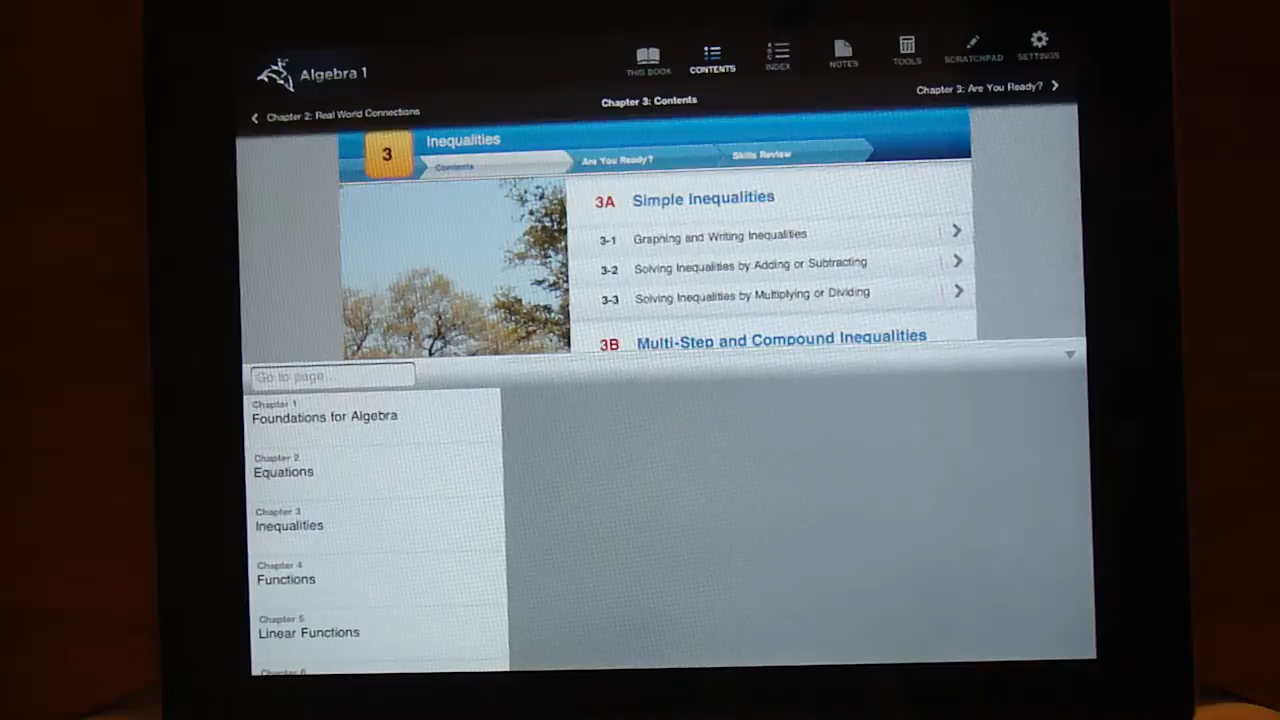 Algebra 1
THIS BOOK
CONTENTS
INDEX
NOTES
TOOLS
SCRATCHPAD
SETTINGS
Chapter 2: Real World Connections
Chapter 3: Contents
Chapter 3: Are You Ready?
3
Inequalities
Contents
Are You Ready?
Skills Review
3A Simple Inequalities
3-1 Graphing and Writing Inequalities
3-2 Solving Inequalities by Adding or Subtracting
3-3 Solving Inequalities by Multiplying or Dividing
3B Multi-Step and Compound Inequalities
Go to page...
Chapter 1
Foundations for Algebra
Chapter 2
Equations
Chapter 3
Inequalities
Chapter 4
Functions
Chapter 5
Linear Functions
Chapter 6